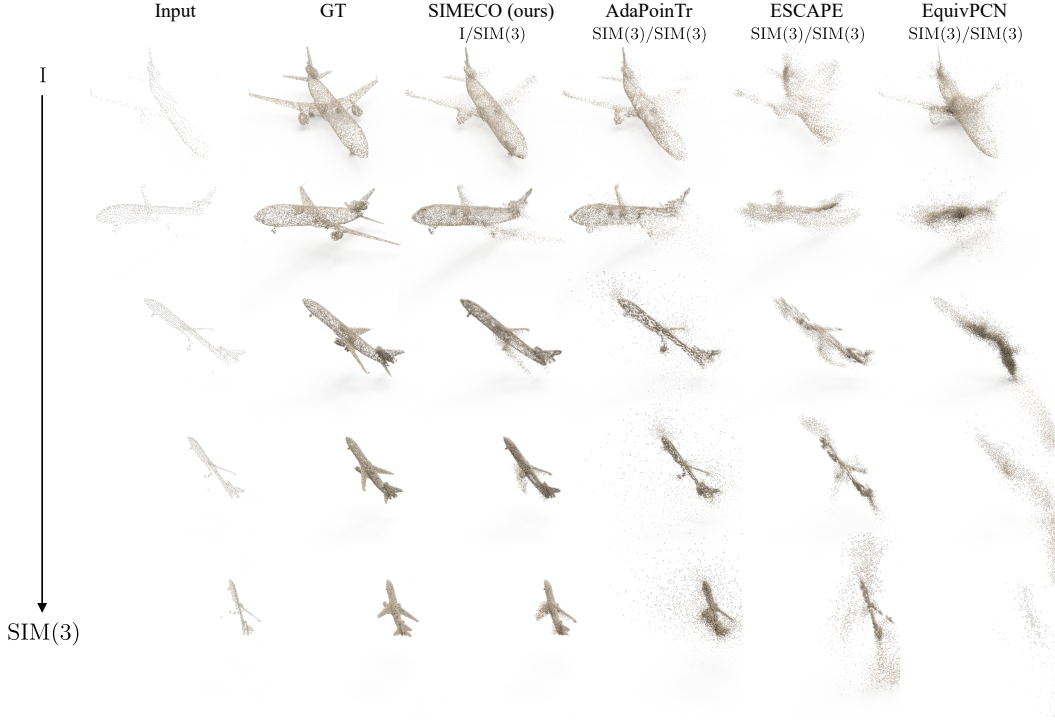 Input GT SIMECO (ours) AdaPoinTr ESCAPE EquivPCN
I/SIM(3) SIM(3)/SIM(3) SIM(3)/SIM(3) SIM(3)/SIM(3)
I
SIM(3)